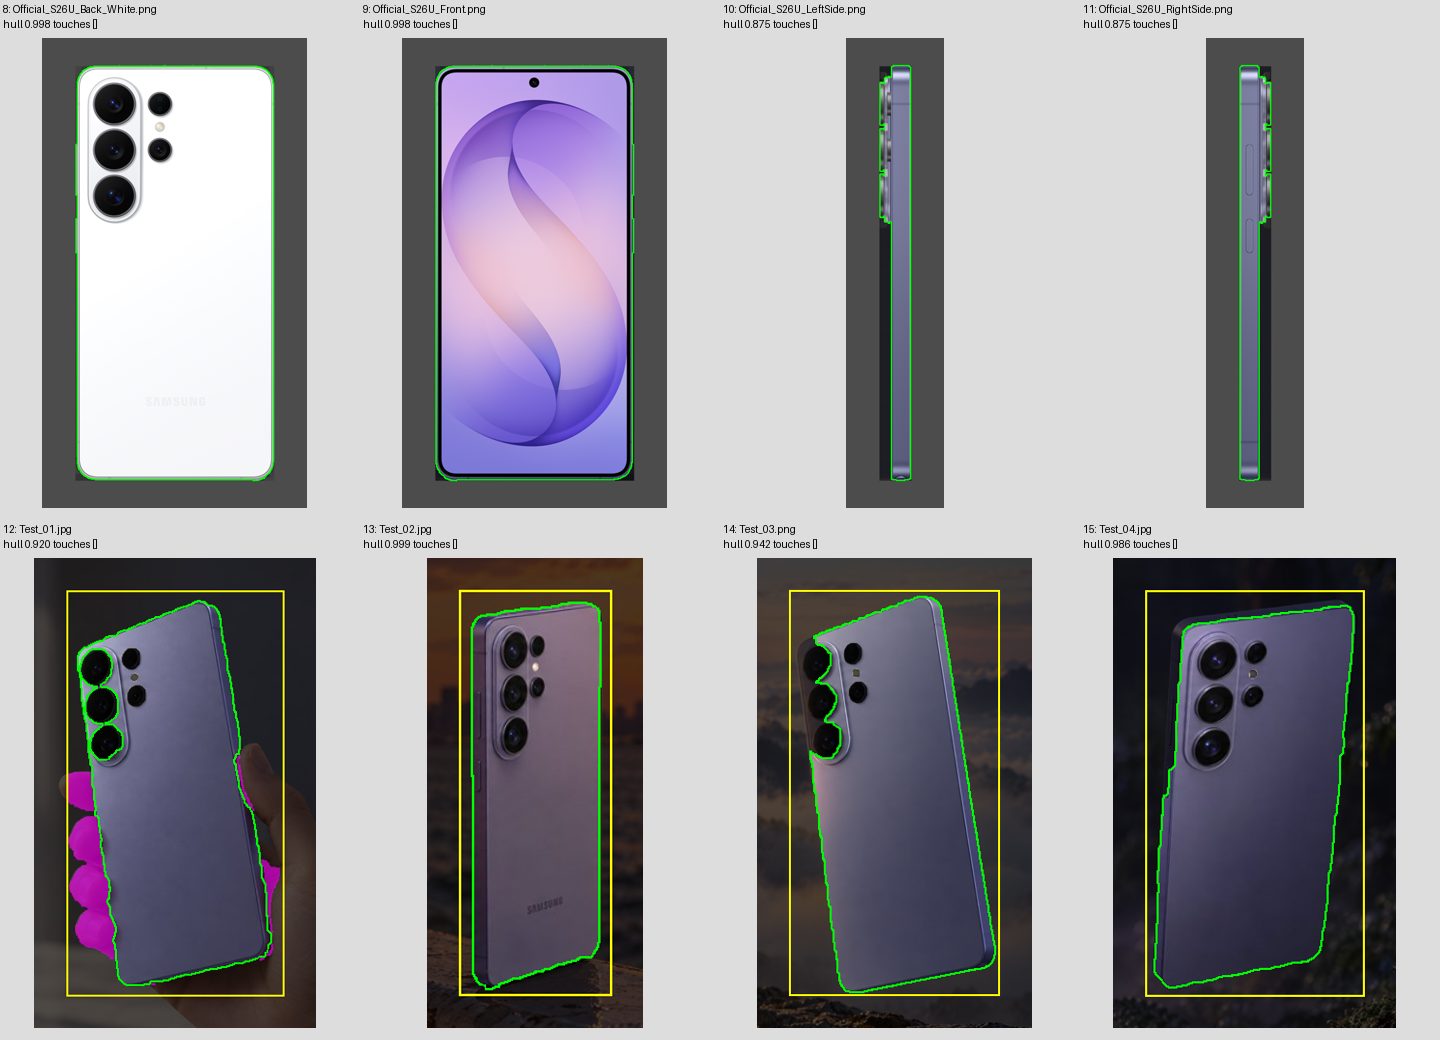 8: Official_S26U_Back_White.png
hull 0.998 touches []
9: Official_S26U_Front.png
hull 0.998 touches []
10: Official_S26U_LeftSide.png
hull 0.875 touches []
11: Official_S26U_RightSide.png
hull 0.875 touches []
SAMSUNG
12: Test_01.jpg
hull 0.920 touches []
13: Test_02.jpg
hull 0.999 touches []
14: Test_03.png
hull 0.942 touches []
15: Test_04.jpg
hull 0.986 touches []
SAMSUNG